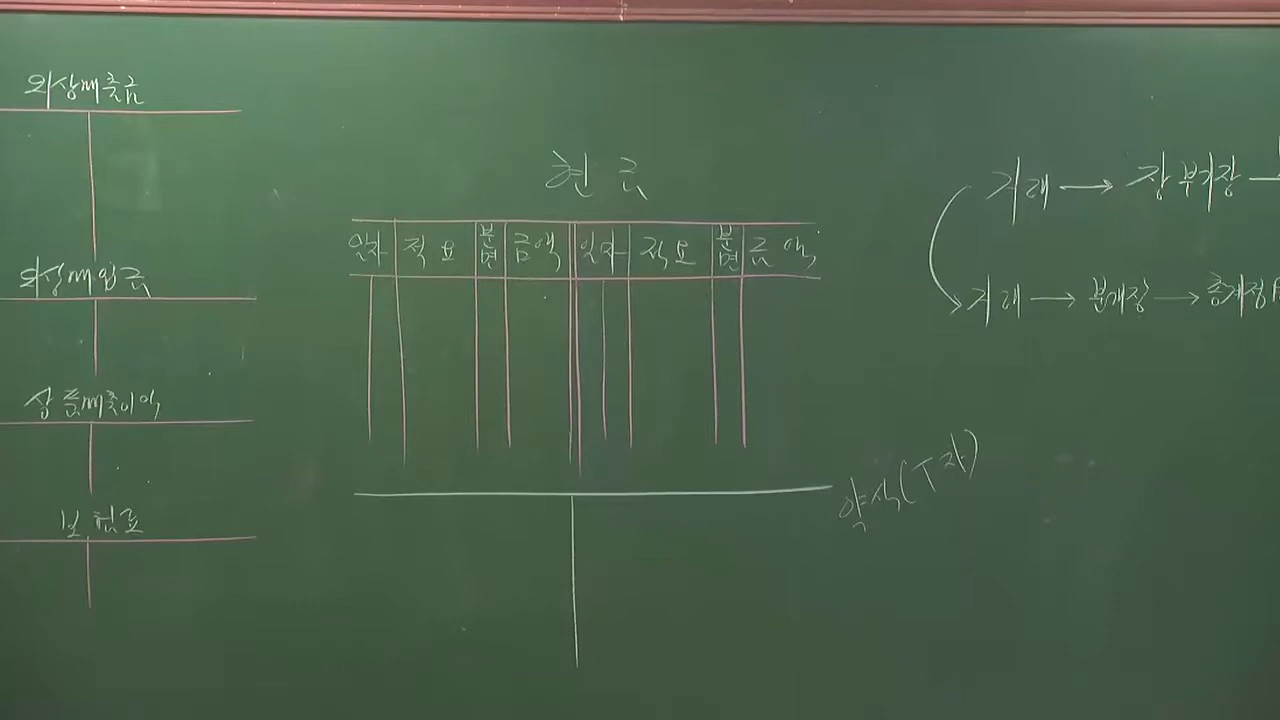 외상매출금
외상매입금
상품매출이익
보험료
현금
일자 적요 분면 금액 일자 적요 분면 금액
약식(T자)
거래 → 장부기장 →
거래 → 분개장 → 총계정